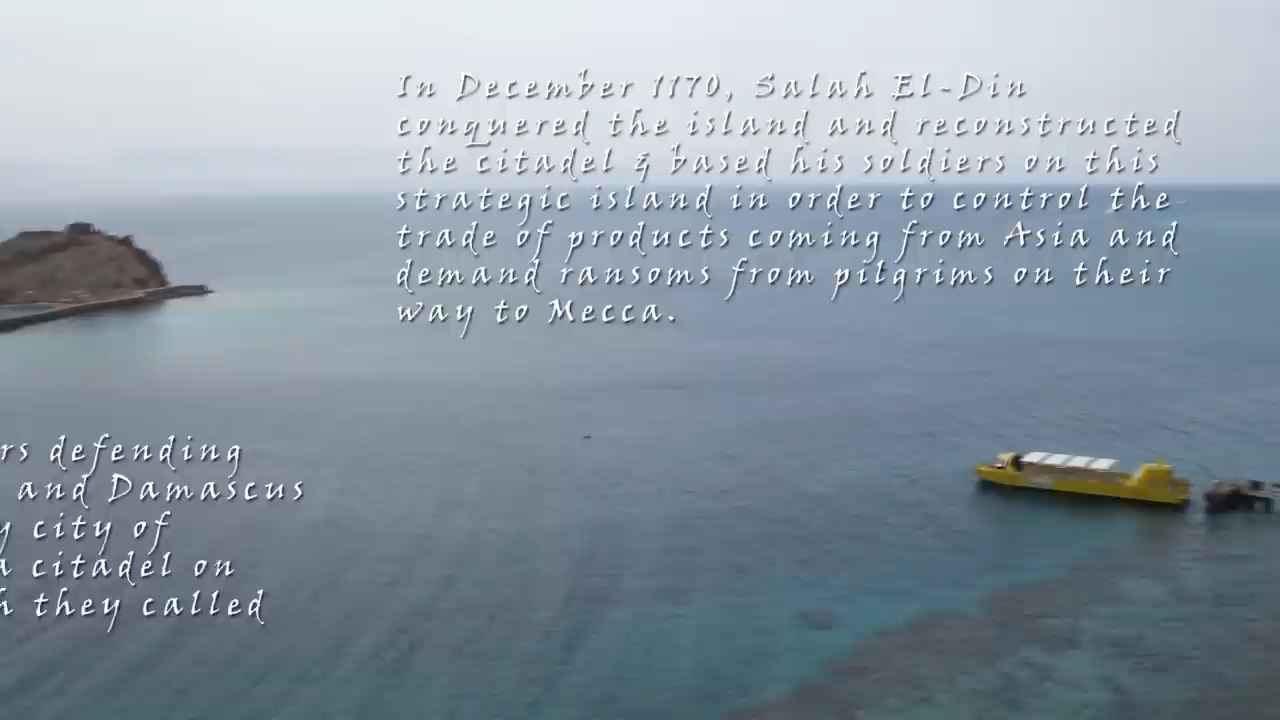 In December 1170, Salah El-Din
conquered the island and reconstructed
the citadel & based his soldiers on this
strategic island in order to control the
trade of products coming from Asia and
demand ransoms from pilgrims on their
way to Mecca.
rs defending
and Damascus
y city of
citadel on
they called